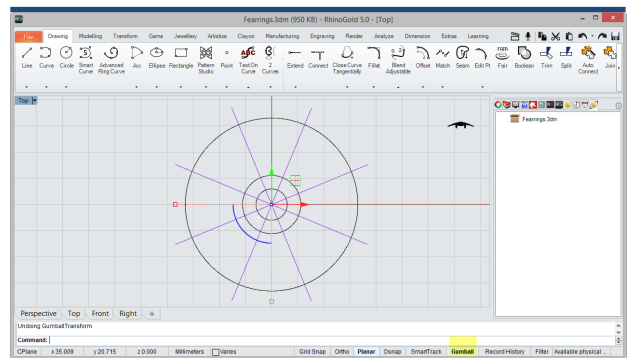 Fearrings.3dm (950 KB) - RhinoGold 5.0 - [Top]
File Drawing Modelling Transform Gems Jewellery Artistics Clayoo Manufacturing Engraving Render Analyze Dimension Extras Learning
Line Curve Circle Smart Curve Advanced Ring Curve Arc Ellipse Rectangle Pattern Studio Point Text On Curve 2 Curves Extend Connect Close Curve Tangentially Fillet Blend Adjustable Offset Match Seam Edit Pt Fair Boolean Trim Split Auto Connect Join
Top
Fearrings.3dm
Perspective Top Front Right
Undoing GumballTransform
Command:
CPlane x 35.009 y 20.715 z 0.000 Millimeters Varies Grid Snap Ortho Planar Osnap SmartTrack Gumball Record History Filter Available physical ...